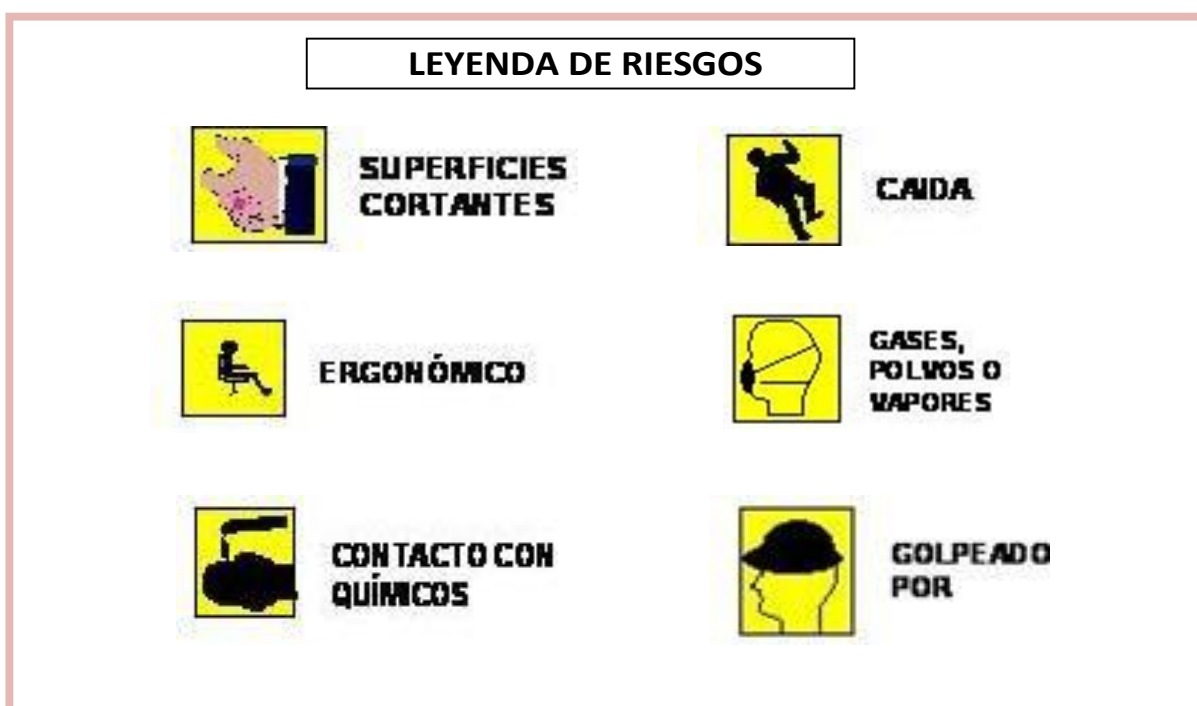 LEYENDA DE RIESGOS
SUPERFICIES
CORTANTES
CAIDA
ERGONÓMICO
GASES,
POLVOS O
VAPORES
CONTACTO CON
QUÍMICOS
GOLPEADO
POR